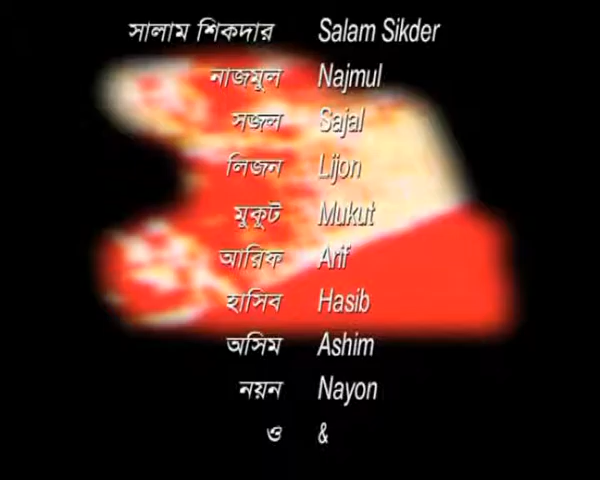 সালাম শিকদার Salam Sikder
নাজমুল Najmul
সজল Sajal
লিজন Lijon
মুকুট Mukut
আরিফ Arif
হাসিব Hasib
অসিম Ashim
নয়ন Nayon
ও &